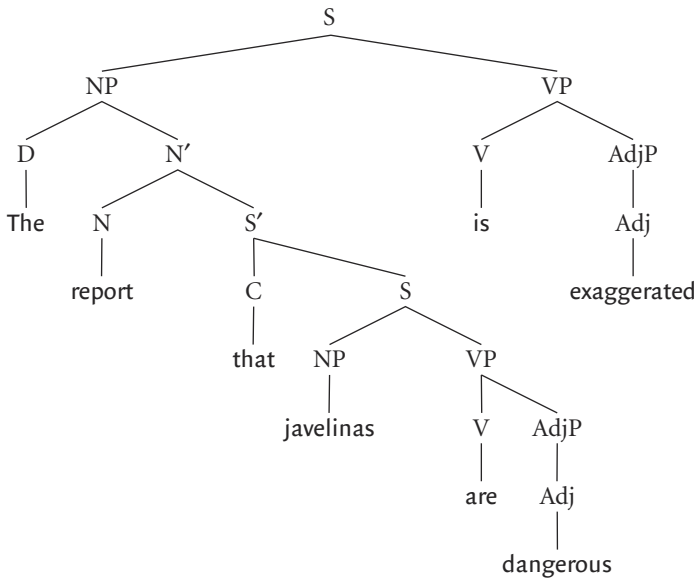 S
NP VP
D N′ V AdjP
The N S′ is Adj
report C S exaggerated
that NP VP
javelinas V AdjP
are Adj
dangerous